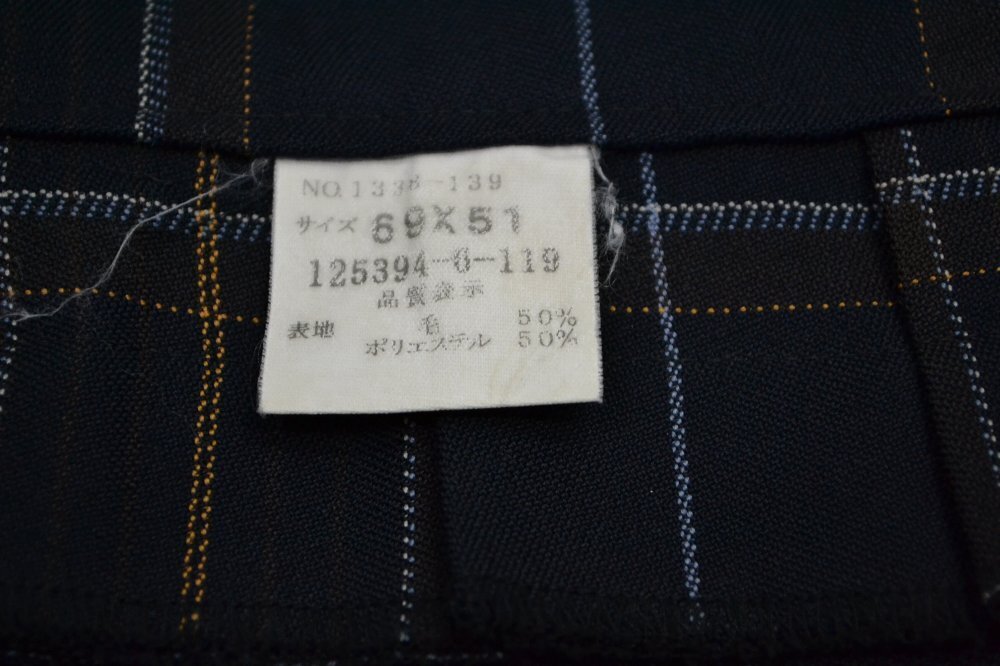 NO.1338-139
サイズ 69X51
125394-6-119
品質表示
表地 毛 50%
ポリエステル 50%